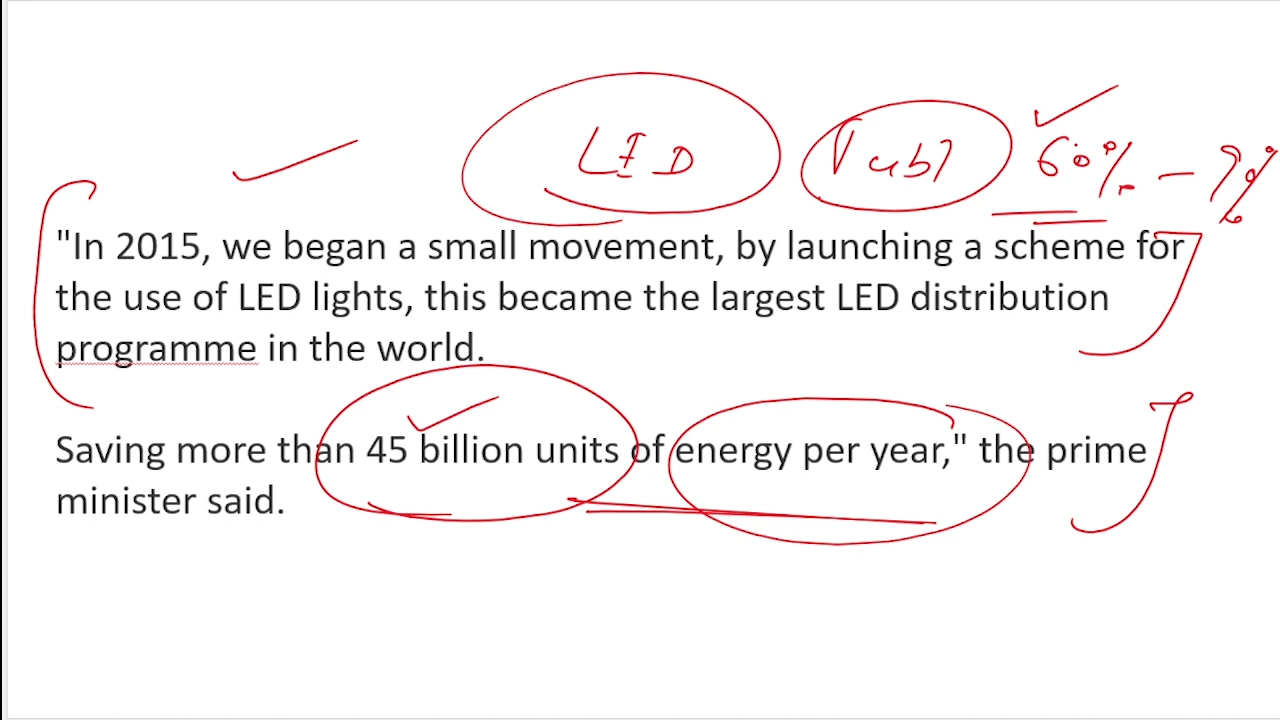 LED 60% -
"In 2015, we began a small movement, by launching a scheme for
the use of LED lights, this became the largest LED distribution
programme in the world.
Saving more than 45 billion units of energy per year," the prime
minister said.